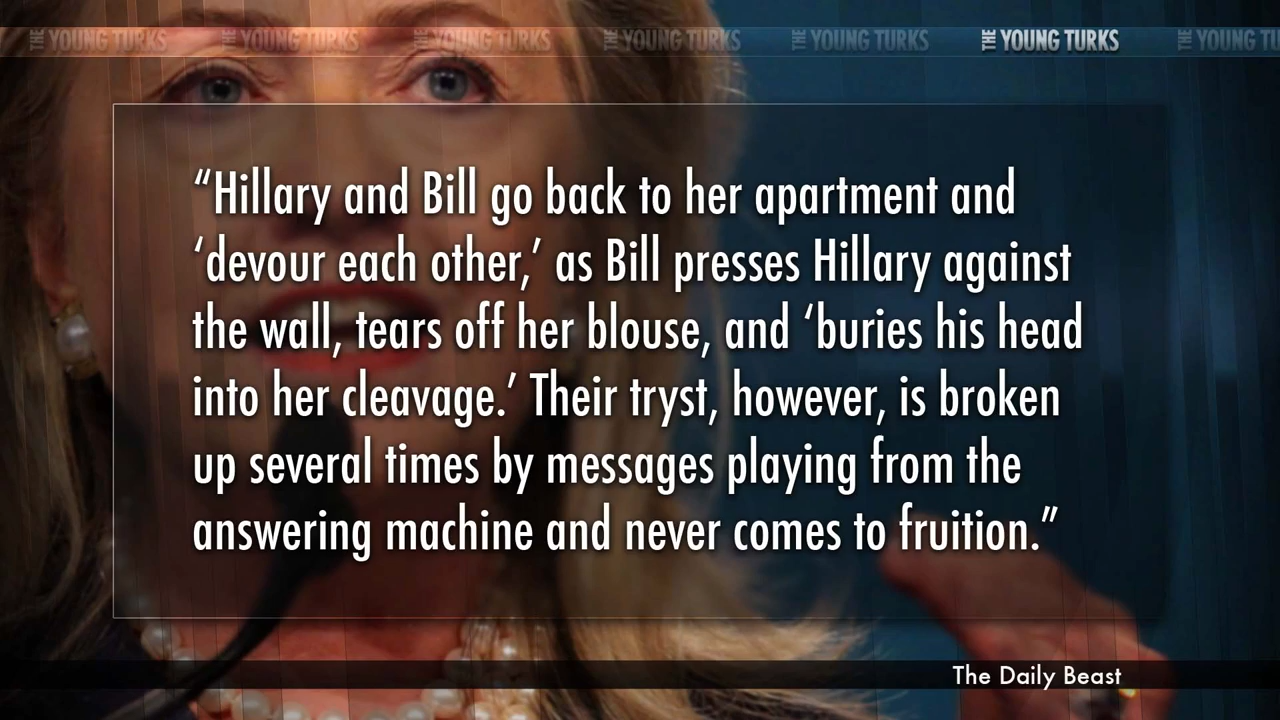 THE YOUNG TURKS THE YOUNG TURKS THE YOUNG TURKS THE YOUNG TURKS THE YOUNG TURKS THE YOUNG TURKS THE YOUNG TU
“Hillary and Bill go back to her apartment and
‘devour each other,’ as Bill presses Hillary against
the wall, tears off her blouse, and ‘buries his head
into her cleavage.’ Their tryst, however, is broken
up several times by messages playing from the
answering machine and never comes to fruition.”
The Daily Beast